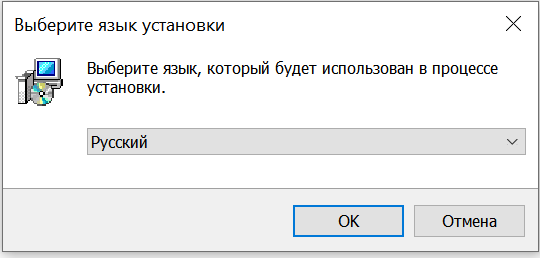 Выберите язык установки
Выберите язык, который будет использован в процессе
установки.
Русский
OK
Отмена